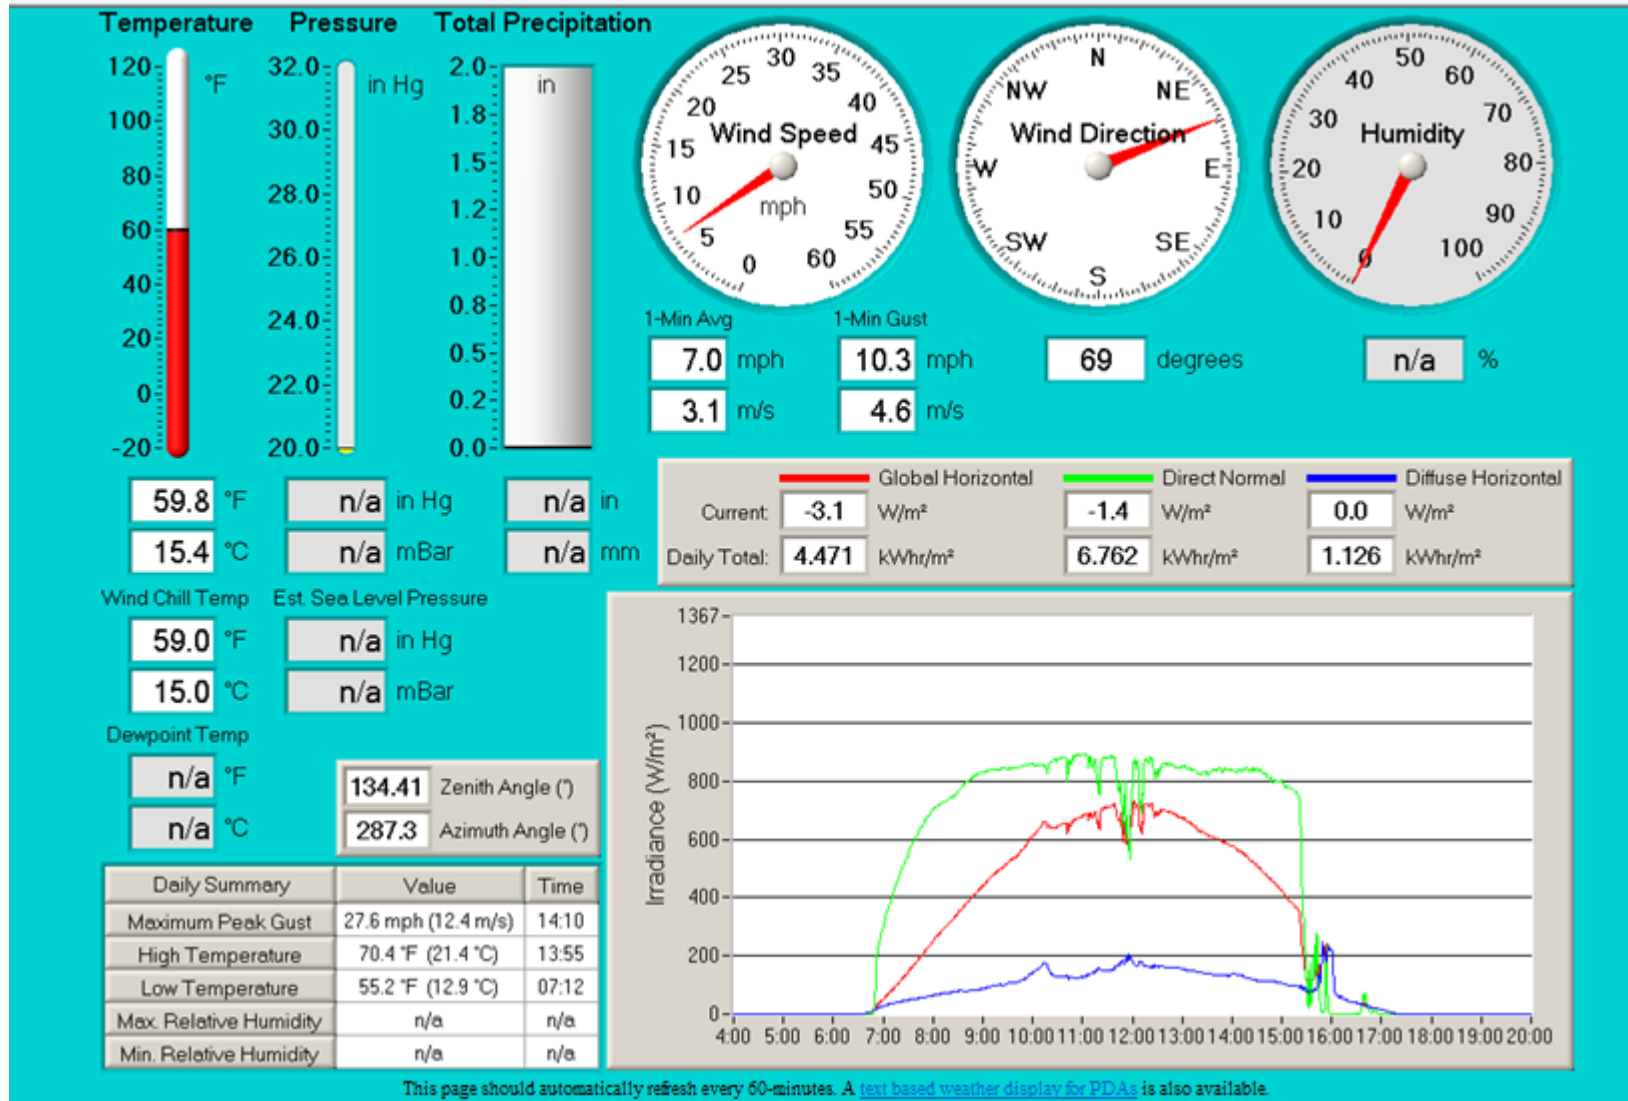 Temperature Pressure Total Precipitation
120 °F 32.0 in Hg 2.0 in
100 30.0 1.8
80 28.0 1.5
60 26.0 1.2
40 24.0 1.0
20 22.0 0.8
0 20.0 0.5
-20 0.2
0.0
0 5 10 15 20 25 30 35 40 45 50 55 60
Wind Speed
mph
N NE E SE S SW W NW
Wind Direction
0 10 20 30 40 50 60 70 80 90 100
Humidity
1-Min Avg 1-Min Gust
7.0 mph 10.3 mph 69 degrees n/a %
3.1 m/s 4.6 m/s
59.8 °F n/a in Hg n/a in
15.4 °C n/a mBar n/a mm
Wind Chill Temp Est. Sea Level Pressure
59.0 °F n/a in Hg
15.0 °C n/a mBar
Dewpoint Temp
n/a °F
n/a °C
134.41 Zenith Angle (°)
287.3 Azimuth Angle (°)
Global Horizontal Direct Normal Diffuse Horizontal
Current: -3.1 W/m² -1.4 W/m² 0.0 W/m²
Daily Total: 4.471 kWhr/m² 6.762 kWhr/m² 1.126 kWhr/m²
Daily Summary Value Time
Maximum Peak Gust 27.6 mph (12.4 m/s) 14:10
High Temperature 70.4 °F (21.4 °C) 13:55
Low Temperature 55.2 °F (12.9 °C) 07:12
Max. Relative Humidity n/a n/a
Min. Relative Humidity n/a n/a
Irradiance (W/m²)
1367
1200
1000
800
600
400
200
0
4:00 5:00 6:00 7:00 8:00 9:00 10:00 11:00 12:00 13:00 14:00 15:00 16:00 17:00 18:00 19:00 20:00
This page should automatically refresh every 60-minutes. A text based weather display for PDAs is also available.